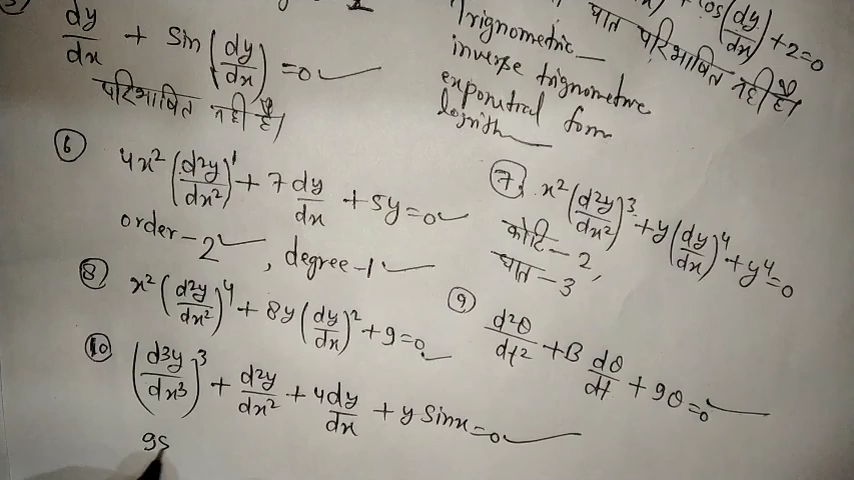 dy/dx + sin(dy/dx) = 0
परिभाषित नही है।
Trignometric
inverse trignometric
exponential form
logrith
cos(dy/dx) + 2 = 0
घात परिभाषित नही है।
⑥ 4x² (d²y/dx²)¹ + 7 dy/dx + 5y = 0
order - 2, degree - 1
⑦ x² (d²y/dx²)³ + y (dy/dx)⁴ + y⁴ = 0
कोटि - 2,
घात - 3
⑧ x² (d²y/dx²)⁴ + 8y (dy/dx)² + 9 = 0
⑨ d²θ/dt² + B dθ/dt + 9θ = 0
⑩ (d³y/dx³)³ + d²y/dx² + 4dy/dx + y sinx = 0